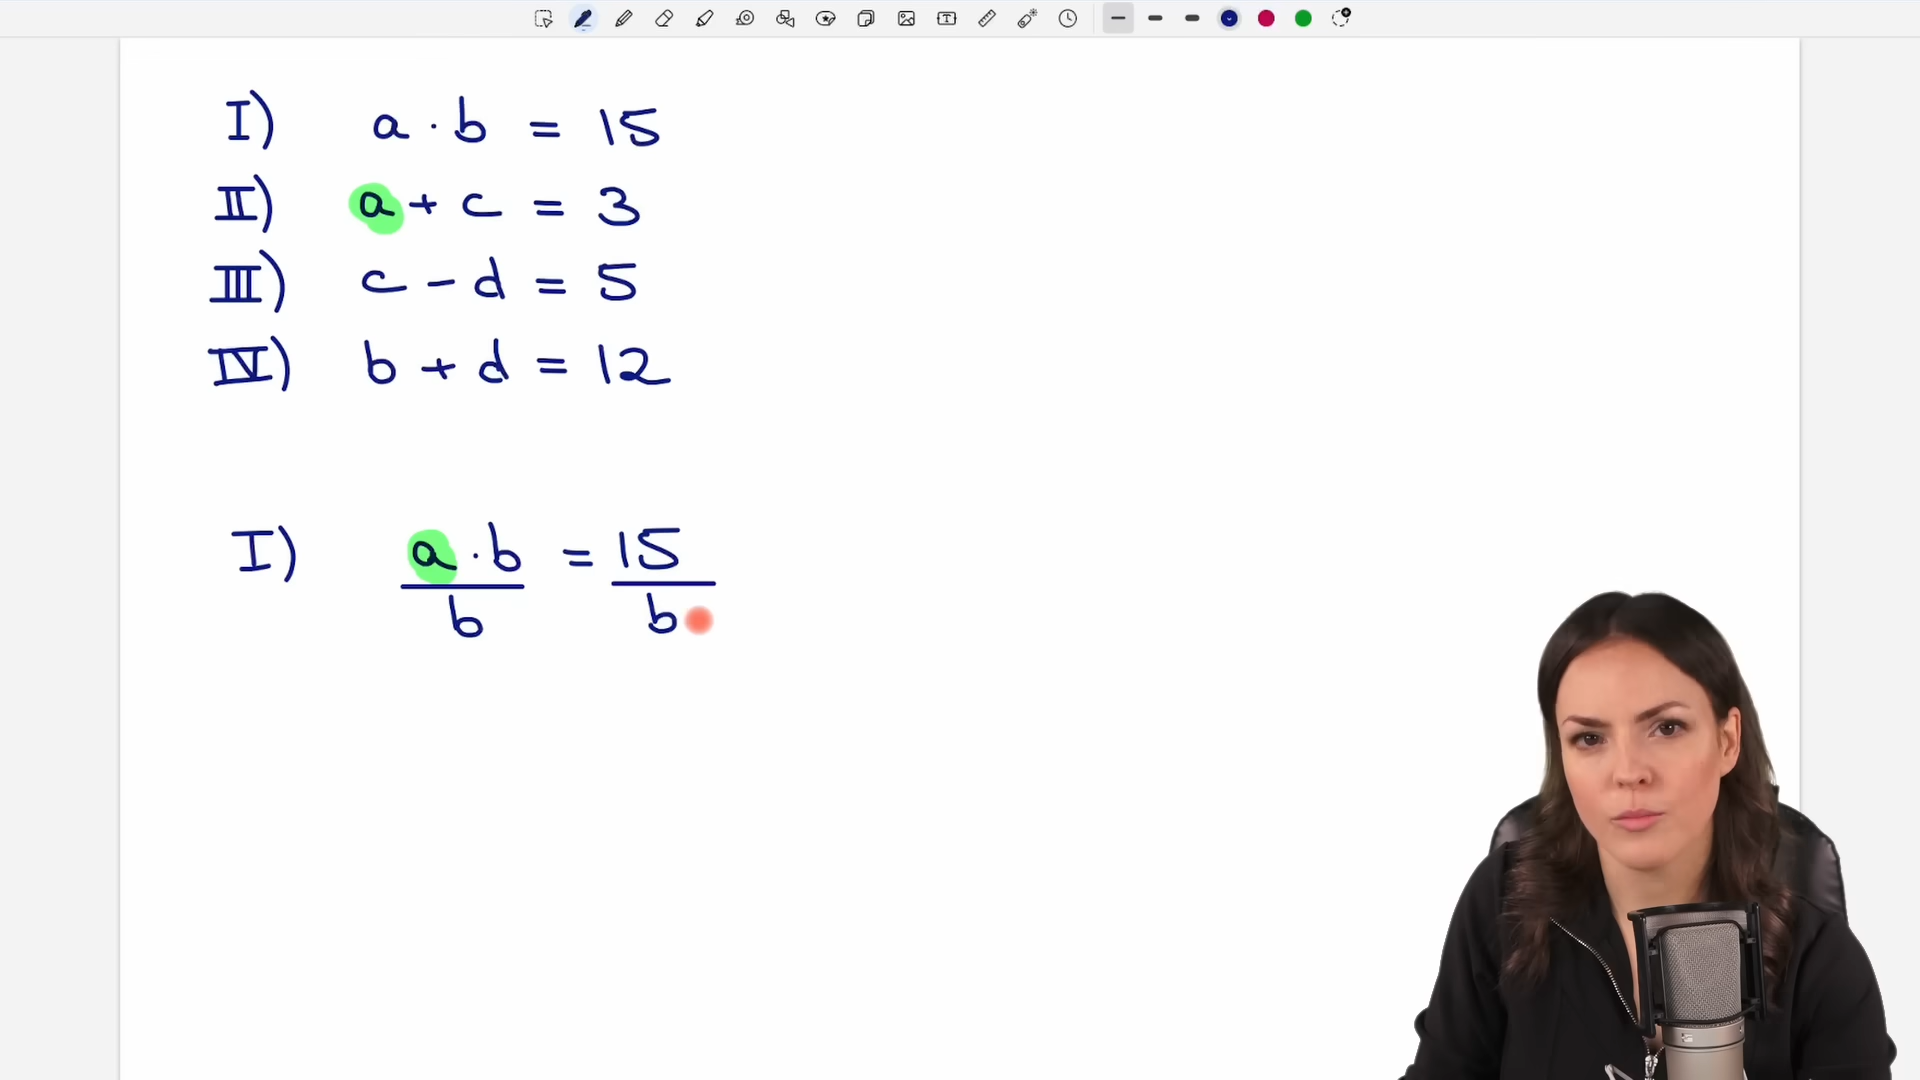 I) a · b = 15
II) a + c = 3
III) c - d = 5
IV) b + d = 12
I) a · b = 15
b b